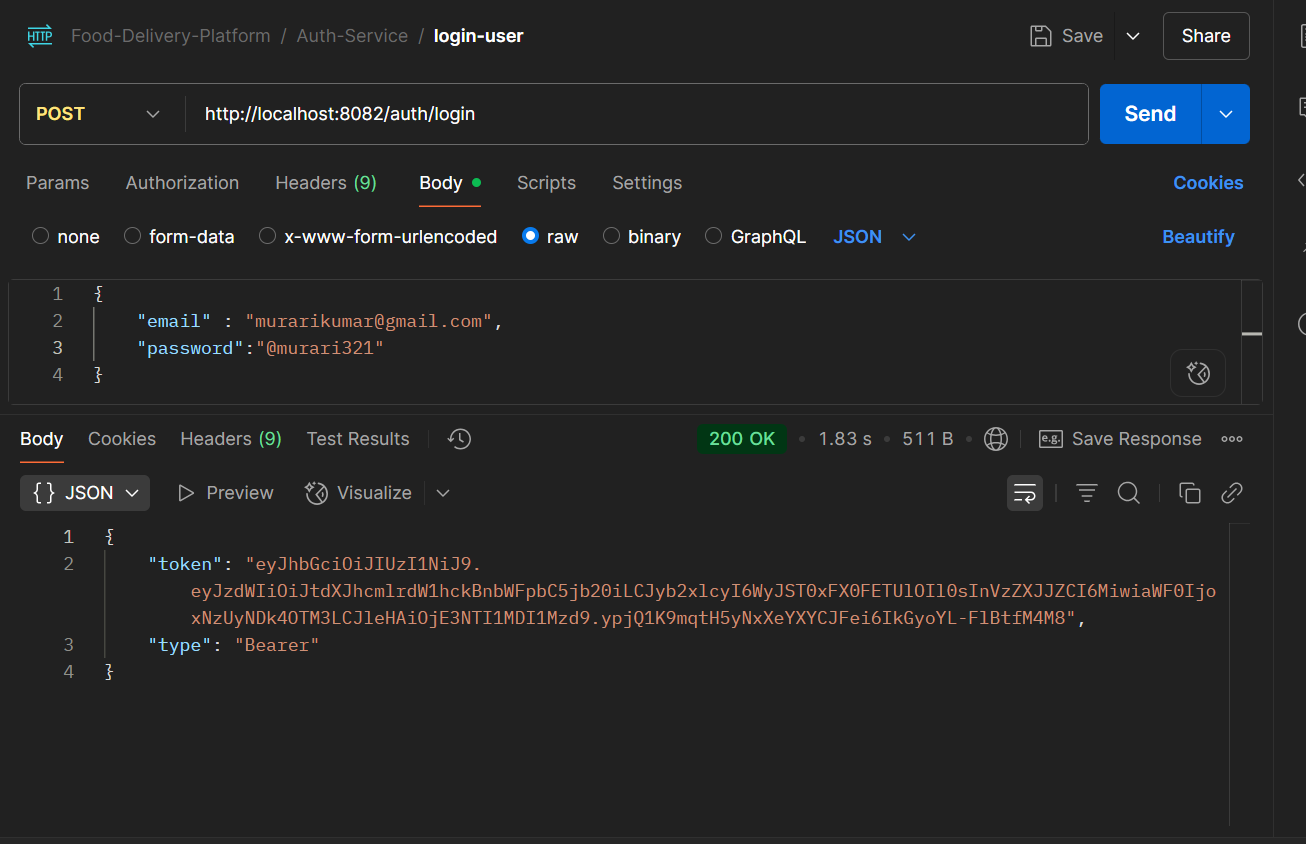 HTTP Food-Delivery-Platform / Auth-Service / login-user Save Share
POST http://localhost:8082/auth/login Send
Params Authorization Headers (9) Body Scripts Settings Cookies
none form-data x-www-form-urlencoded raw binary GraphQL JSON Beautify
1 {
2 "email" : "murarikumar@gmail.com",
3 "password":"@murari321"
4 }
Body Cookies Headers (9) Test Results 200 OK • 1.83 s • 511 B • e.g. Save Response
{} JSON Preview Visualize
1 {
2 "token": "eyJhbGciOiJIUzI1NiJ9.
eyJzdWIiOiJtdXJhcmlrdW1hckBnbWFpbC5jb20iLCJyb2xlcyI6WyJST0xFX0FETUlOIl0sInVzZXJJZCI6MiwiaWF0Ijo
xNzUyNDk4OTM3LCJleHAiOjE3NTI1MDI1Mzd9.ypjQ1K9mqtH5yNxXeYXYCJFei6IkGyoYL-FlBtfM4M8",
3 "type": "Bearer"
4 }